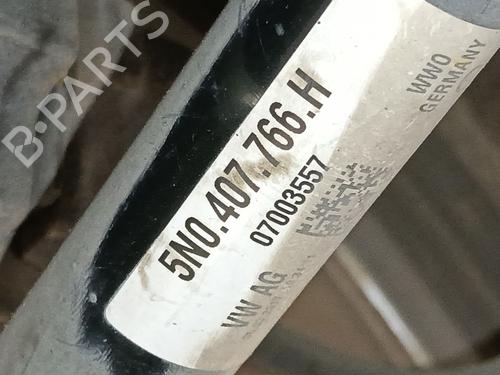 B-PARTS
5N0.407.766.H
07003557
VW AG
WWO
GERMANY